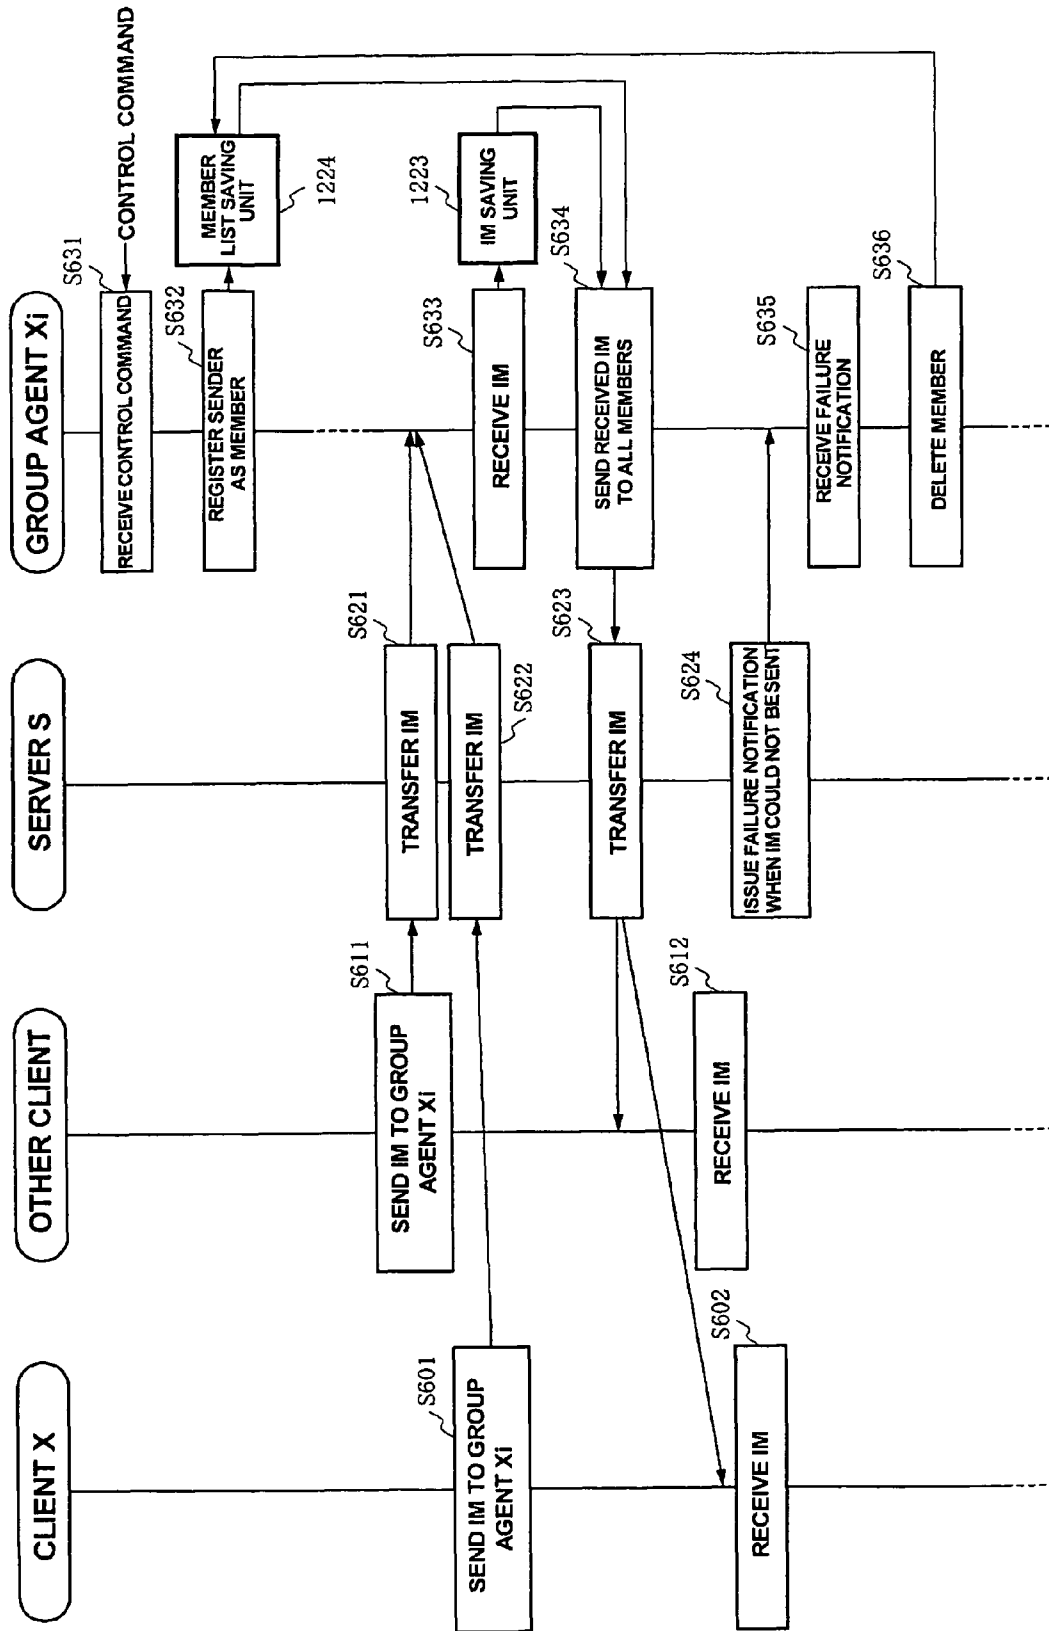 CLIENT X
OTHER CLIENT
SERVER S
GROUP AGENT Xi
CONTROL COMMAND
S631
RECEIVE CONTROL COMMAND
S632
REGISTER SENDER
AS MEMBER
MEMBER
LIST SAVING
UNIT
1224
S611
SEND IM TO GROUP
AGENT Xi
S621
TRANSFER IM
S601
SEND IM TO GROUP
AGENT Xi
TRANSFER IM
S622
S633
RECEIVE IM
IM SAVING
UNIT
1223
S634
SEND RECEIVED IM
TO ALL MEMBERS
S623
TRANSFER IM
S612
RECEIVE IM
S602
RECEIVE IM
S624
ISSUE FAILURE NOTIFICATION
WHEN IM COULD NOT BE SENT
S635
RECEIVE FAILURE
NOTIFICATION
S636
DELETE MEMBER